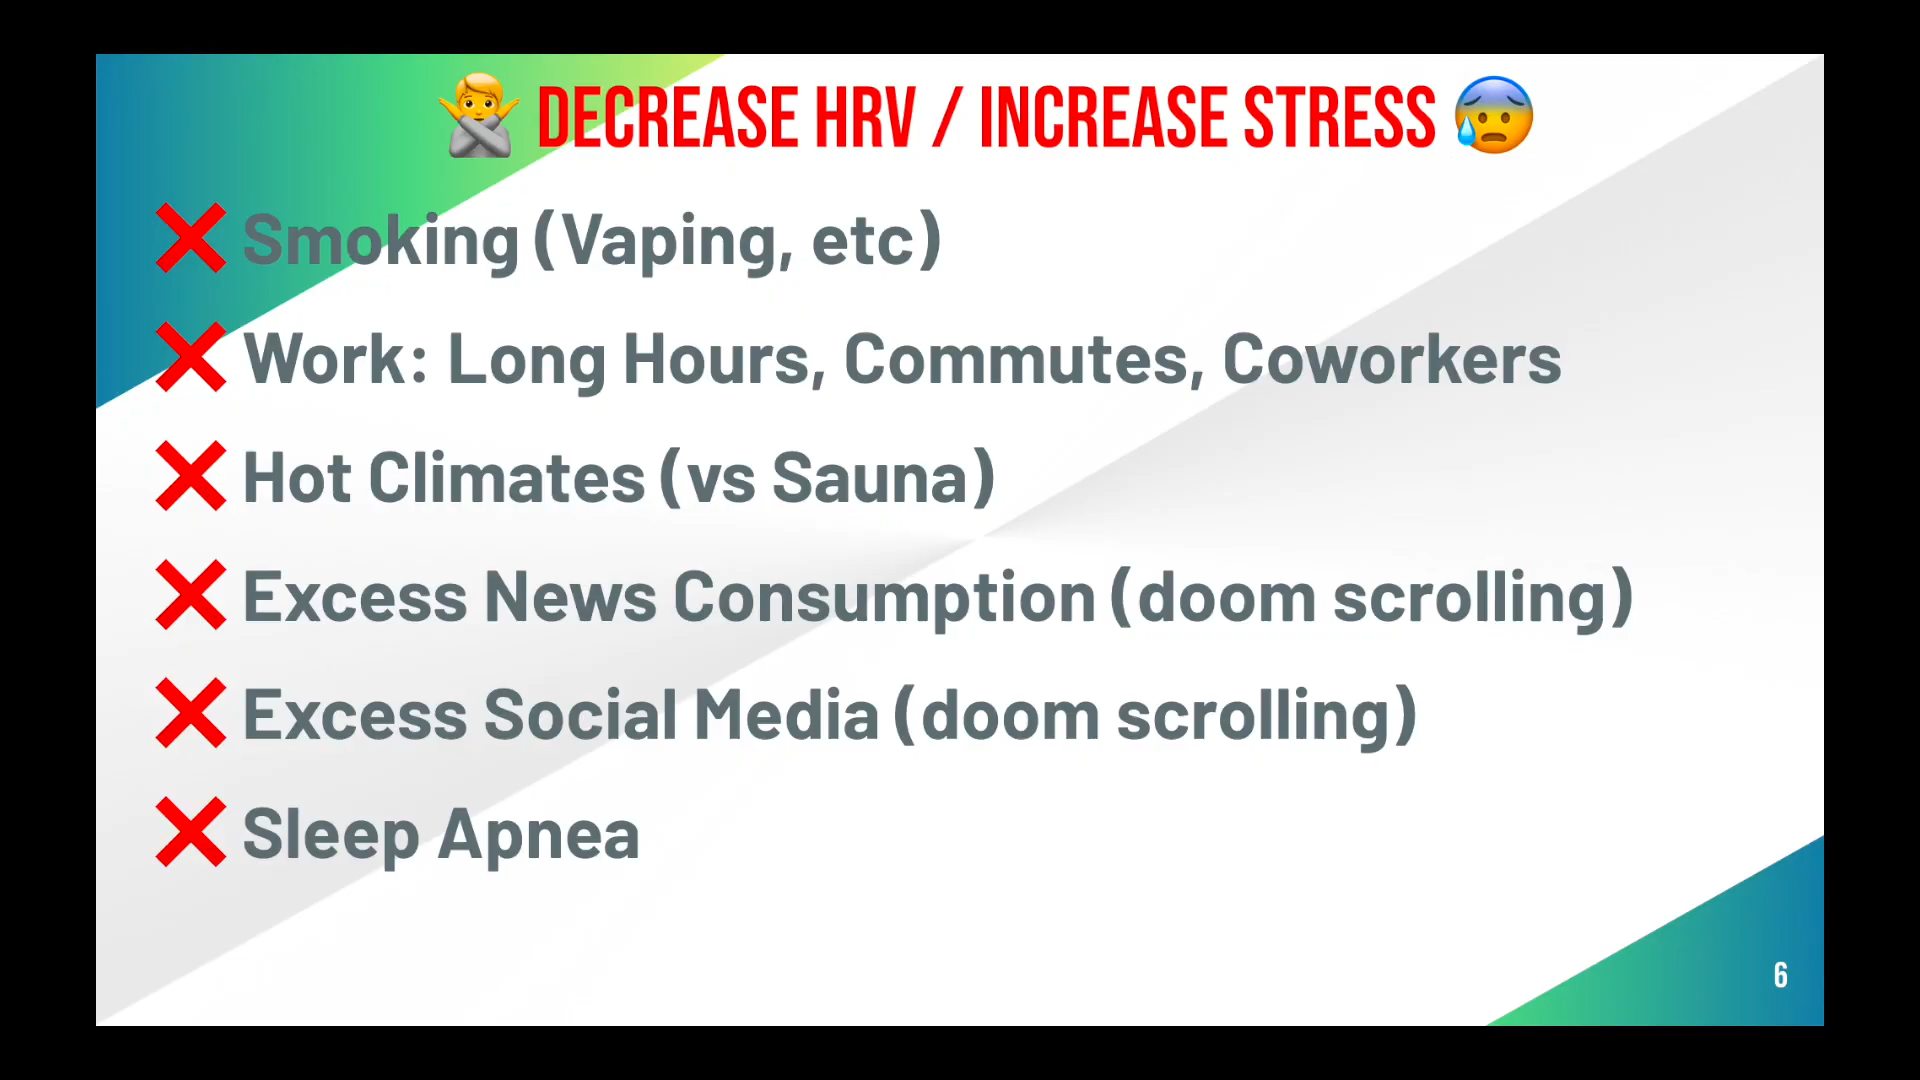 DECREASE HRV / INCREASE STRESS
Smoking (Vaping, etc)
Work: Long Hours, Commutes, Coworkers
Hot Climates (vs Sauna)
Excess News Consumption (doom scrolling)
Excess Social Media (doom scrolling)
Sleep Apnea
6